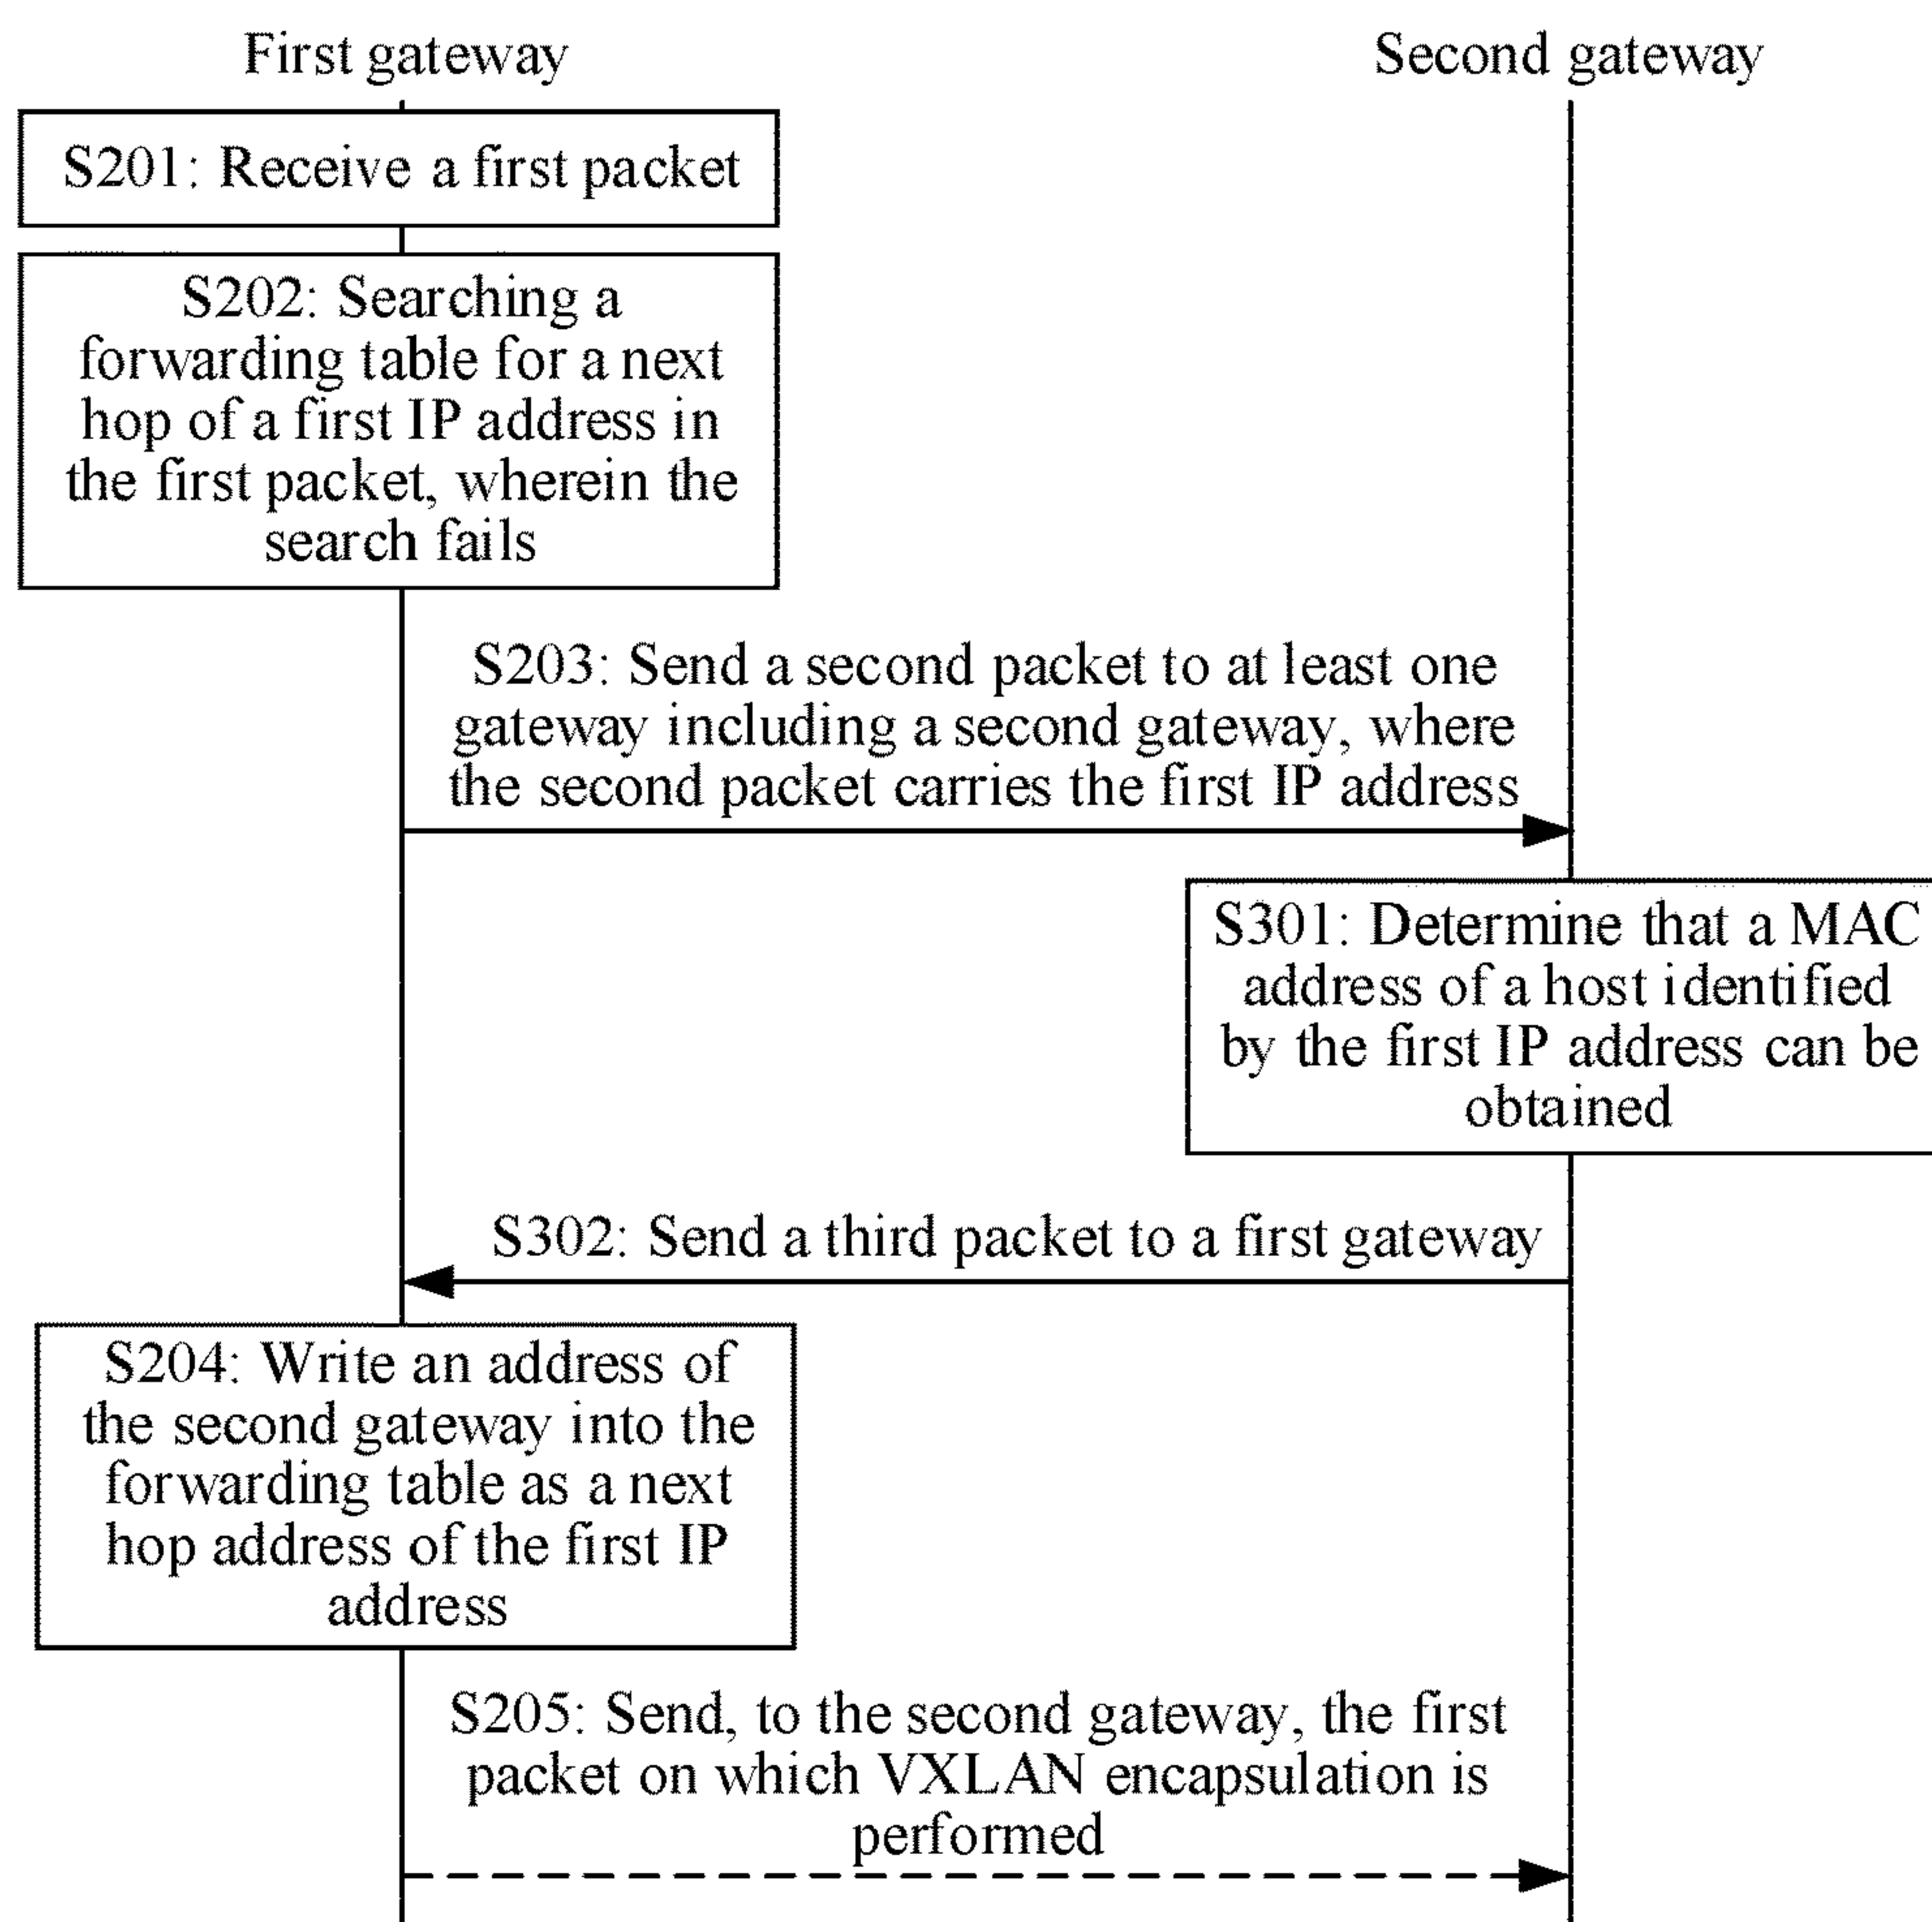 First gateway
Second gateway
S201: Receive a first packet
S202: Searching a
forwarding table for a next
hop of a first IP address in
the first packet, wherein the
search fails
S203: Send a second packet to at least one
gateway including a second gateway, where
the second packet carries the first IP address
S301: Determine that a MAC
address of a host identified
by the first IP address can be
obtained
S302: Send a third packet to a first gateway
S204: Write an address of
the second gateway into the
forwarding table as a next
hop address of the first IP
address
S205: Send, to the second gateway, the first
packet on which VXLAN encapsulation is
performed